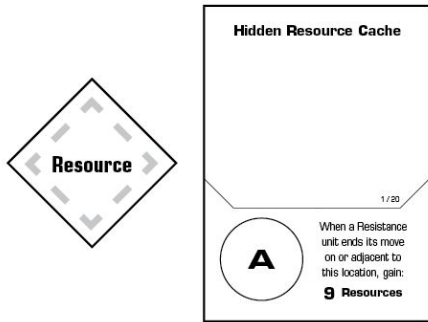 Hidden Resource Cache
Resource
1 / 20
A
When a Resistance
unit ends its move
on or adjacent to
this location, gain:
9 Resources